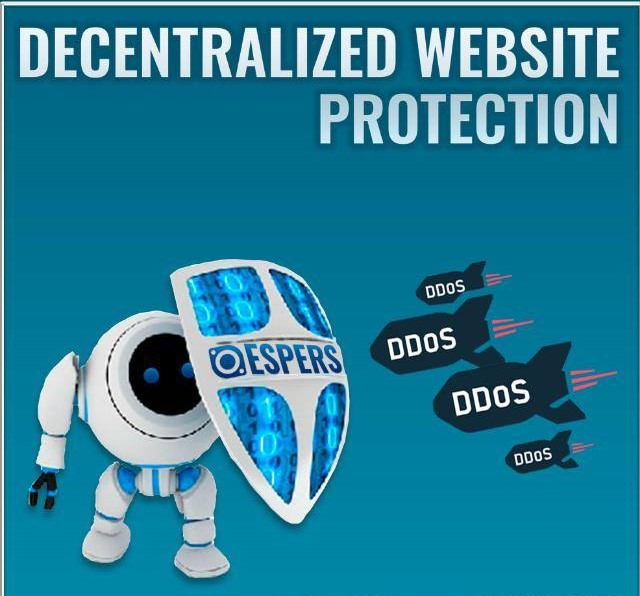 DECENTRALIZED WEBSITE
PROTECTION
ESPERS
DDoS
DDoS
DDoS
DDoS